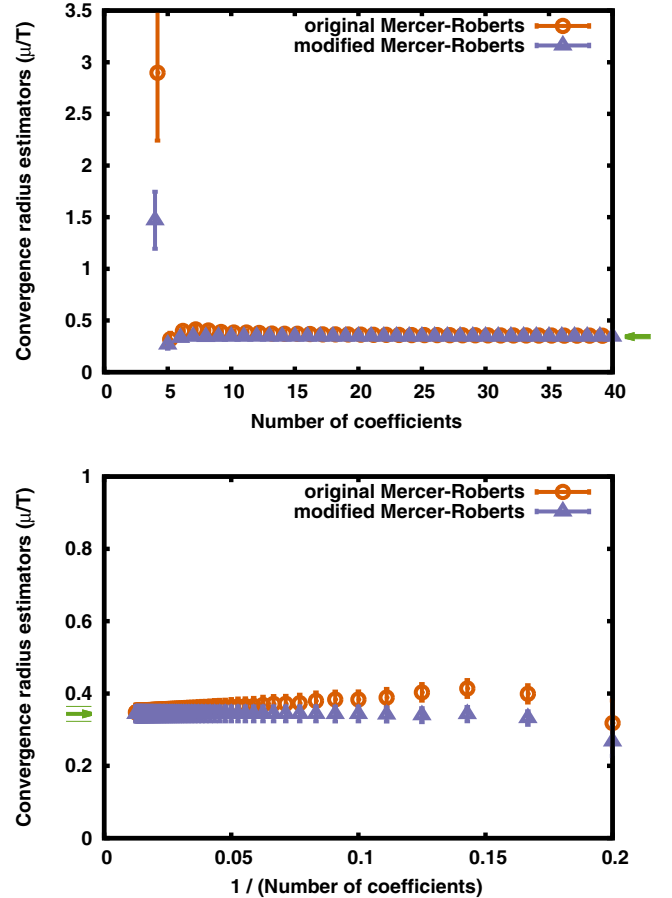 Convergence radius estimators (μ/T)
3.5
3
2.5
2
1.5
1
0.5
0
original Mercer-Roberts
modified Mercer-Roberts
0 5 10 15 20 25 30 35 40
Number of coefficients
Convergence radius estimators (μ/T)
1
0.8
0.6
0.4
0.2
0
original Mercer-Roberts
modified Mercer-Roberts
0 0.05 0.1 0.15 0.2
1 / (Number of coefficients)